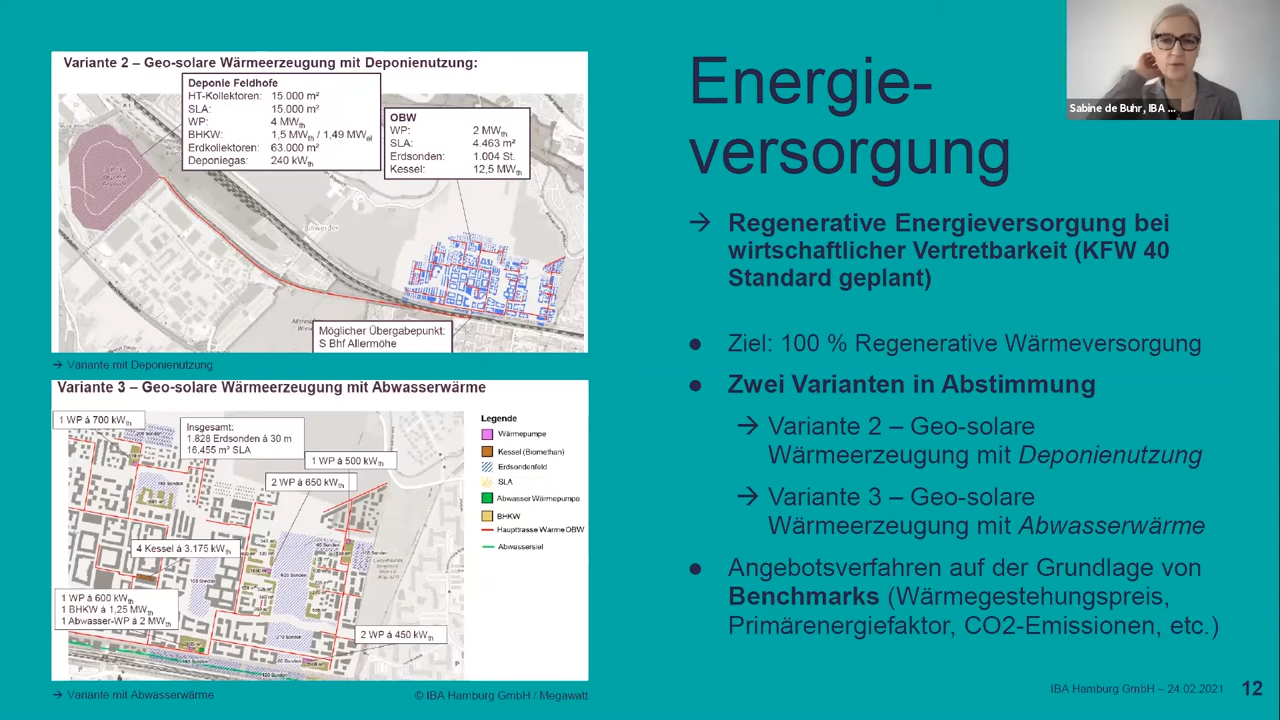 Variante 2 – Geo-solare Wärmeerzeugung mit Deponienutzung:
Deponie Feldhofe
HT-Kollektoren: 15 000 m²
SLA: 15 000 m²
WP: 4 MWth
BHKW: 1,5 MWth / 1,49 MWel
Erdkollektoren: 63.000 m²
Deponiegas: 240 kWth
OBW
WP: 2 MWth
SLA: 4.463 m²
Erdsonden: 1.004 St.
Kessel: 12,5 MWth
Billwerder
Möglicher Übergabepunkt:
S Bhf Allermöhe
→ Variante mit Deponienutzung
Variante 3 – Geo-solare Wärmeerzeugung mit Abwasserwärme
1 WP á 700 kWth
Insgesamt:
1.828 Erdsonden á 30 m
16.455 m² SLA
1 WP á 500 kWth
2 WP á 650 kWth
4 Kessel á 3.175 kWth
1 WP á 600 kWth
1 BHKW á 1,25 MWth
1 Abwasser-WP á 2 MWth
2 WP á 450 kWth
Legende
Wärmepumpe
Kessel (Biomethan)
Erdsondenfeld
SLA
Abwasser Wärmepumpe
BHKW
Haupttrasse Wärme OBW
Abwassersiel
→ Variante mit Abwasserwärme
© IBA Hamburg GmbH / Megawatt
Energie-
versorgung
→ Regenerative Energieversorgung bei
wirtschaftlicher Vertretbarkeit (KFW 40
Standard geplant)
● Ziel: 100 % Regenerative Wärmeversorgung
● Zwei Varianten in Abstimmung
→ Variante 2 – Geo-solare
Wärmeerzeugung mit Deponienutzung
→ Variante 3 – Geo-solare
Wärmeerzeugung mit Abwasserwärme
● Angebotsverfahren auf der Grundlage von
Benchmarks (Wärmegestehungspreis,
Primärenergiefaktor, CO2-Emissionen, etc.)
Sabine de Buhr, IBA ...
IBA Hamburg GmbH – 24.02.2021 12